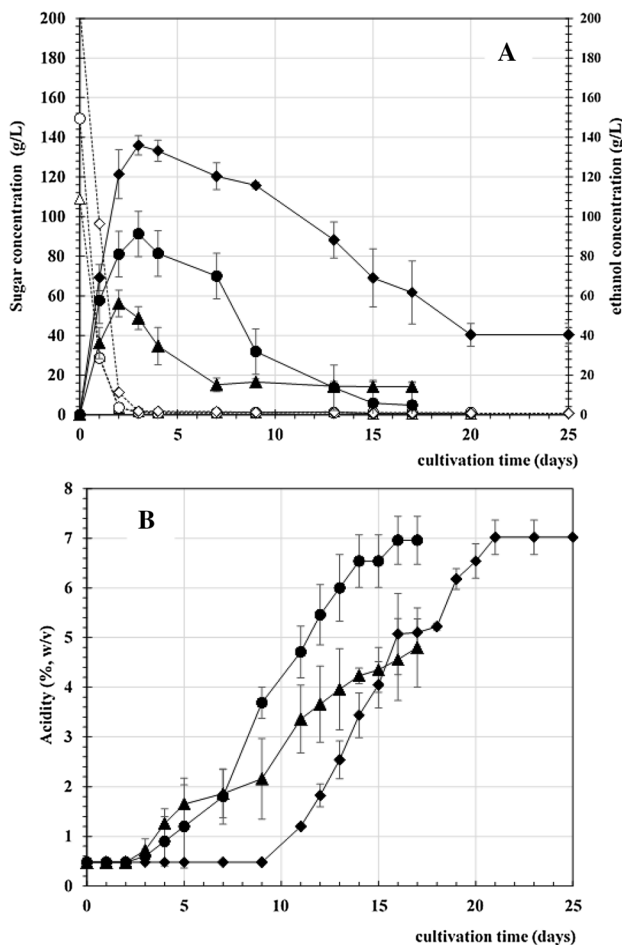 A
Sugar concentration (g/L)
ethanol concentration (g/L)
200 200
180 180
160 160
140 140
120 120
100 100
80 80
60 60
40 40
20 20
0 0
0 5 10 15 20 25
cultivation time (days)
B
Acidity (%, w/v)
8
7
6
5
4
3
2
1
0
0 5 10 15 20 25
cultivation time (days)